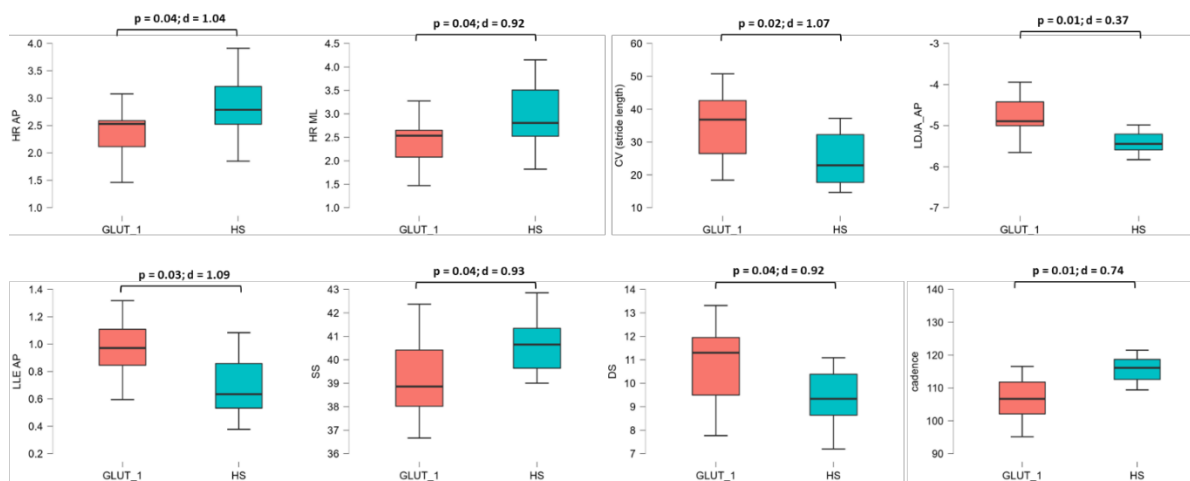 p = 0.04; d = 1.04
HR AP
4.0
3.5
3.0
2.5
2.0
1.5
1.0
GLUT_1 HS
p = 0.04; d = 0.92
HR ML
4.5
4.0
3.5
3.0
2.5
2.0
1.5
1.0
GLUT_1 HS
p = 0.02; d = 1.07
CV (stride length)
60
50
40
30
20
10
GLUT_1 HS
p = 0.01; d = 0.37
LDJA_AP
-3
-4
-5
-6
-7
GLUT_1 HS
p = 0.03; d = 1.09
LLE AP
1.4
1.2
1.0
0.8
0.6
0.4
0.2
GLUT_1 HS
p = 0.04; d = 0.93
SS
43
42
41
40
39
38
37
36
GLUT_1 HS
p = 0.04; d = 0.92
DS
14
13
12
11
10
9
8
7
GLUT_1 HS
p = 0.01; d = 0.74
cadence
140
130
120
110
100
90
GLUT_1 HS